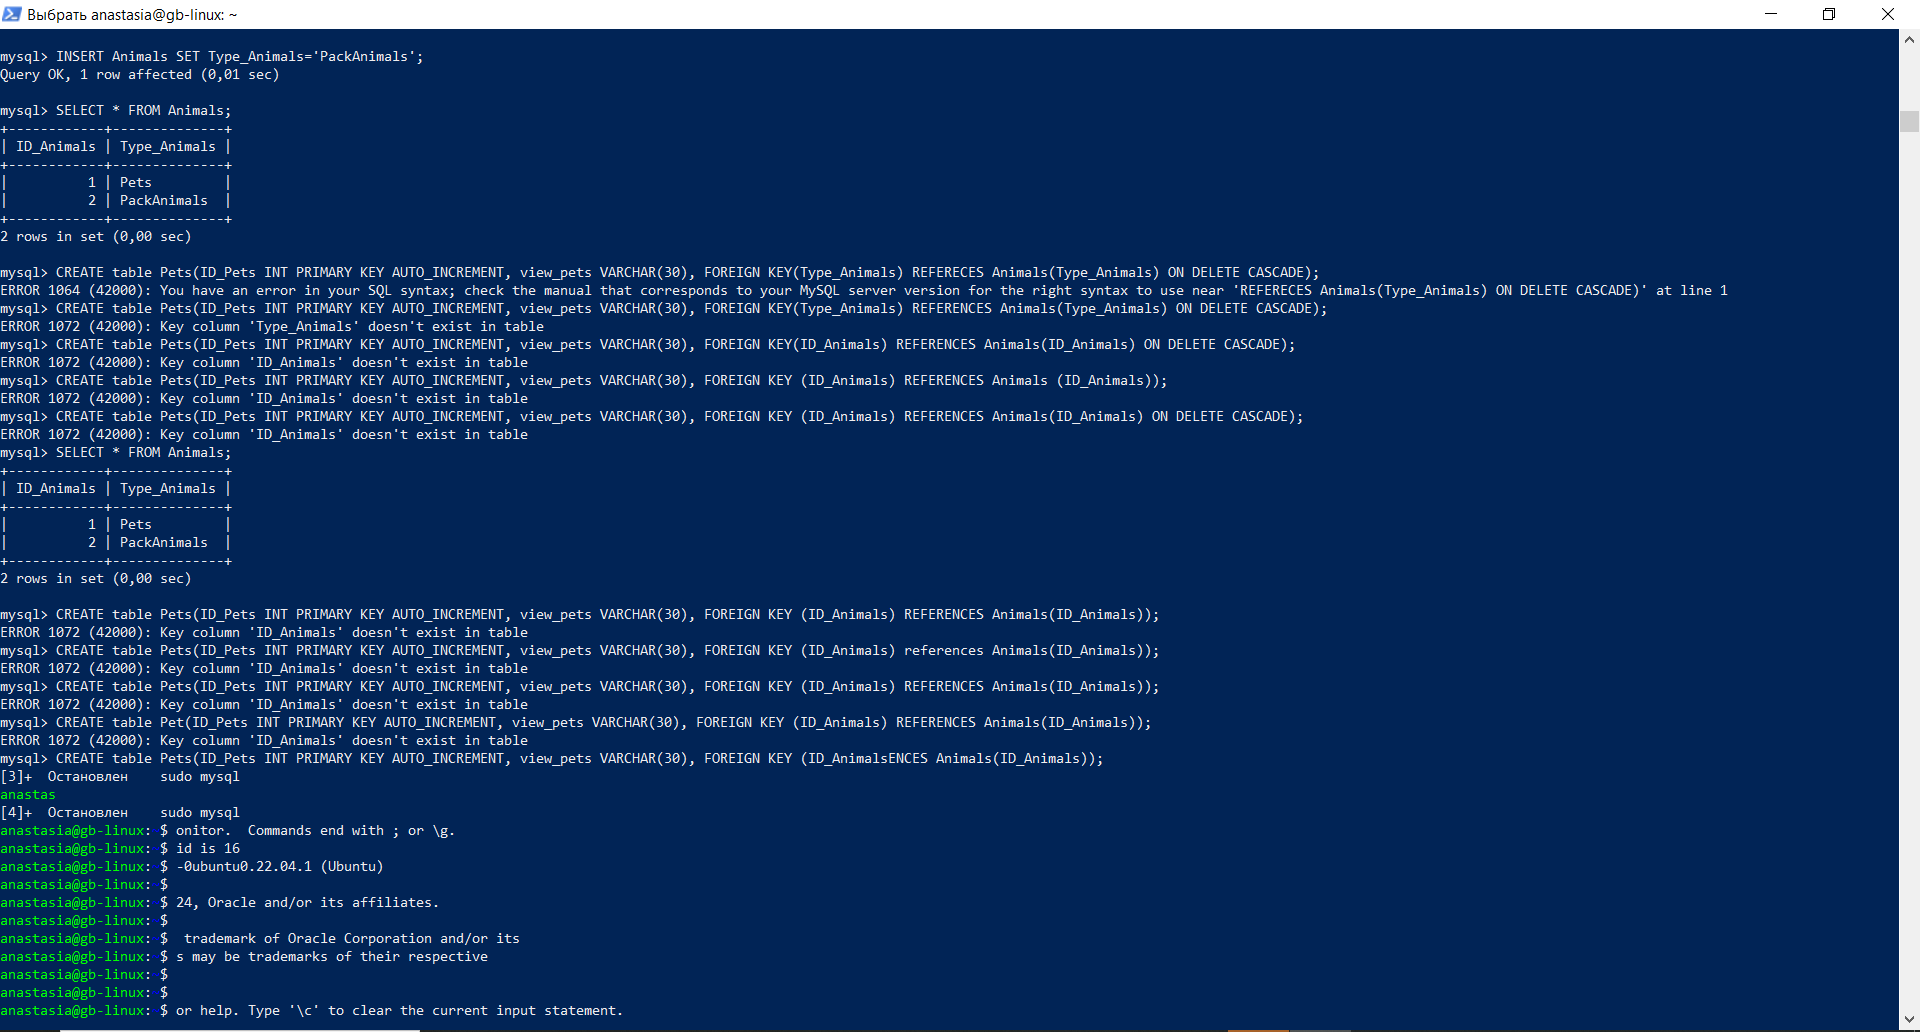 Выбрать anastasia@gb-linux: ~
mysql> INSERT Animals SET Type_Animals='PackAnimals';
Query OK, 1 row affected (0,01 sec)
mysql> SELECT * FROM Animals;
+------------+--------------+
| ID_Animals | Type_Animals |
+------------+--------------+
|          1 | Pets         |
|          2 | PackAnimals  |
+------------+--------------+
2 rows in set (0,00 sec)
mysql> CREATE table Pets(ID_Pets INT PRIMARY KEY AUTO_INCREMENT, view_pets VARCHAR(30), FOREIGN KEY(Type_Animals) REFERECES Animals(Type_Animals) ON DELETE CASCADE);
ERROR 1064 (42000): You have an error in your SQL syntax; check the manual that corresponds to your MySQL server version for the right syntax to use near 'REFERECES Animals(Type_Animals) ON DELETE CASCADE)' at line 1
mysql> CREATE table Pets(ID_Pets INT PRIMARY KEY AUTO_INCREMENT, view_pets VARCHAR(30), FOREIGN KEY(Type_Animals) REFERENCES Animals(Type_Animals) ON DELETE CASCADE);
ERROR 1072 (42000): Key column 'Type_Animals' doesn't exist in table
mysql> CREATE table Pets(ID_Pets INT PRIMARY KEY AUTO_INCREMENT, view_pets VARCHAR(30), FOREIGN KEY(ID_Animals) REFERENCES Animals(ID_Animals) ON DELETE CASCADE);
ERROR 1072 (42000): Key column 'ID_Animals' doesn't exist in table
mysql> CREATE table Pets(ID_Pets INT PRIMARY KEY AUTO_INCREMENT, view_pets VARCHAR(30), FOREIGN KEY (ID_Animals) REFERENCES Animals (ID_Animals));
ERROR 1072 (42000): Key column 'ID_Animals' doesn't exist in table
mysql> CREATE table Pets(ID_Pets INT PRIMARY KEY AUTO_INCREMENT, view_pets VARCHAR(30), FOREIGN KEY (ID_Animals) REFERENCES Animals(ID_Animals) ON DELETE CASCADE);
ERROR 1072 (42000): Key column 'ID_Animals' doesn't exist in table
mysql> SELECT * FROM Animals;
+------------+--------------+
| ID_Animals | Type_Animals |
+------------+--------------+
|          1 | Pets         |
|          2 | PackAnimals  |
+------------+--------------+
2 rows in set (0,00 sec)
mysql> CREATE table Pets(ID_Pets INT PRIMARY KEY AUTO_INCREMENT, view_pets VARCHAR(30), FOREIGN KEY (ID_Animals) REFERENCES Animals(ID_Animals));
ERROR 1072 (42000): Key column 'ID_Animals' doesn't exist in table
mysql> CREATE table Pets(ID_Pets INT PRIMARY KEY AUTO_INCREMENT, view_pets VARCHAR(30), FOREIGN KEY (ID_Animals) references Animals(ID_Animals));
ERROR 1072 (42000): Key column 'ID_Animals' doesn't exist in table
mysql> CREATE table Pets(ID_Pets INT PRIMARY KEY AUTO_INCREMENT, view_pets VARCHAR(30), FOREIGN KEY (ID_Animals) REFERENCES Animals(ID_Animals));
ERROR 1072 (42000): Key column 'ID_Animals' doesn't exist in table
mysql> CREATE table Pet(ID_Pets INT PRIMARY KEY AUTO_INCREMENT, view_pets VARCHAR(30), FOREIGN KEY (ID_Animals) REFERENCES Animals(ID_Animals));
ERROR 1072 (42000): Key column 'ID_Animals' doesn't exist in table
mysql> CREATE table Pets(ID_Pets INT PRIMARY KEY AUTO_INCREMENT, view_pets VARCHAR(30), FOREIGN KEY (ID_AnimalsENCES Animals(ID_Animals));
[3]+  Остановлен    sudo mysql
anastas
[4]+  Остановлен    sudo mysql
anastasia@gb-linux: $ onitor.  Commands end with ; or \g.
anastasia@gb-linux: $ id is 16
anastasia@gb-linux: $ -0ubuntu0.22.04.1 (Ubuntu)
anastasia@gb-linux: $
anastasia@gb-linux: $ 24, Oracle and/or its affiliates.
anastasia@gb-linux: $
anastasia@gb-linux: $  trademark of Oracle Corporation and/or its
anastasia@gb-linux: $ s may be trademarks of their respective
anastasia@gb-linux: $
anastasia@gb-linux: $
anastasia@gb-linux: $ or help. Type '\c' to clear the current input statement.